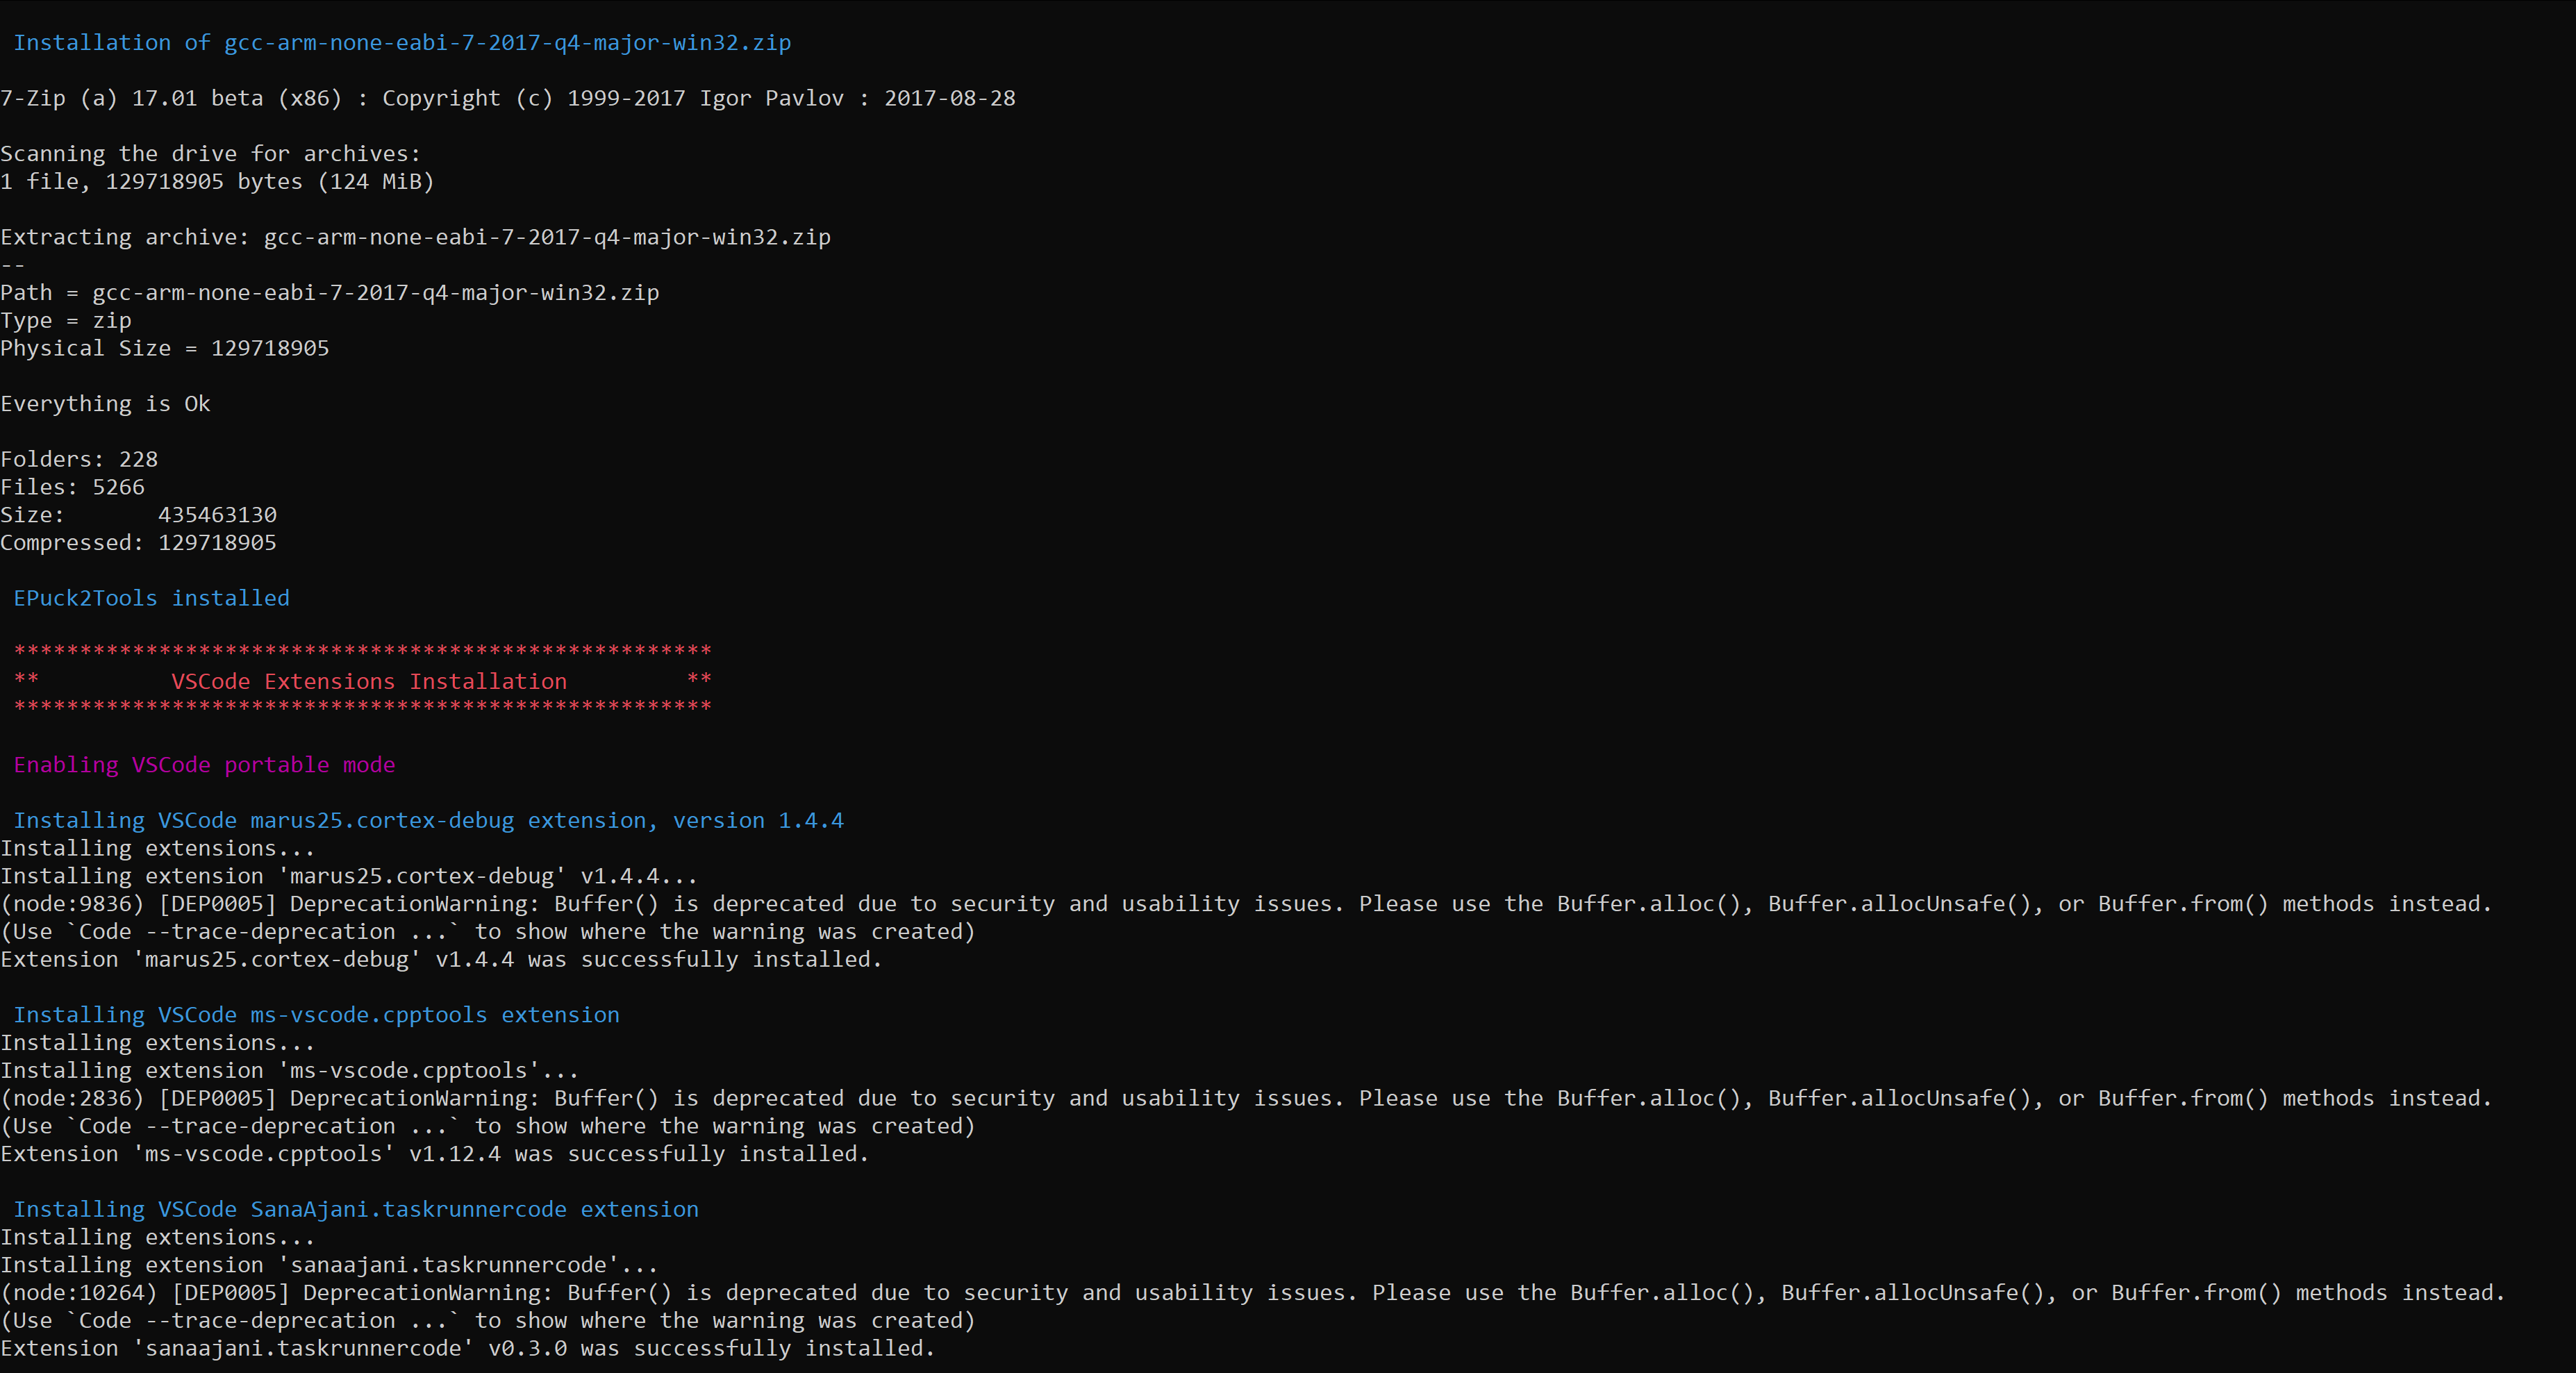 Installation of gcc-arm-none-eabi-7-2017-q4-major-win32.zip
7-Zip (a) 17.01 beta (x86) : Copyright (c) 1999-2017 Igor Pavlov : 2017-08-28
Scanning the drive for archives:
1 file, 129718905 bytes (124 MiB)
Extracting archive: gcc-arm-none-eabi-7-2017-q4-major-win32.zip
--
Path = gcc-arm-none-eabi-7-2017-q4-major-win32.zip
Type = zip
Physical Size = 129718905
Everything is Ok
Folders: 228
Files: 5266
Size:       435463130
Compressed: 129718905
EPuck2Tools installed
*****************************************************
**          VSCode Extensions Installation         **
*****************************************************
Enabling VSCode portable mode
Installing VSCode marus25.cortex-debug extension, version 1.4.4
Installing extensions...
Installing extension 'marus25.cortex-debug' v1.4.4...
(node:9836) [DEP0005] DeprecationWarning: Buffer() is deprecated due to security and usability issues. Please use the Buffer.alloc(), Buffer.allocUnsafe(), or Buffer.from() methods instead.
(Use `Code --trace-deprecation ...` to show where the warning was created)
Extension 'marus25.cortex-debug' v1.4.4 was successfully installed.
Installing VSCode ms-vscode.cpptools extension
Installing extensions...
Installing extension 'ms-vscode.cpptools'...
(node:2836) [DEP0005] DeprecationWarning: Buffer() is deprecated due to security and usability issues. Please use the Buffer.alloc(), Buffer.allocUnsafe(), or Buffer.from() methods instead.
(Use `Code --trace-deprecation ...` to show where the warning was created)
Extension 'ms-vscode.cpptools' v1.12.4 was successfully installed.
Installing VSCode SanaAjani.taskrunnercode extension
Installing extensions...
Installing extension 'sanaajani.taskrunnercode'...
(node:10264) [DEP0005] DeprecationWarning: Buffer() is deprecated due to security and usability issues. Please use the Buffer.alloc(), Buffer.allocUnsafe(), or Buffer.from() methods instead.
(Use `Code --trace-deprecation ...` to show where the warning was created)
Extension 'sanaajani.taskrunnercode' v0.3.0 was successfully installed.